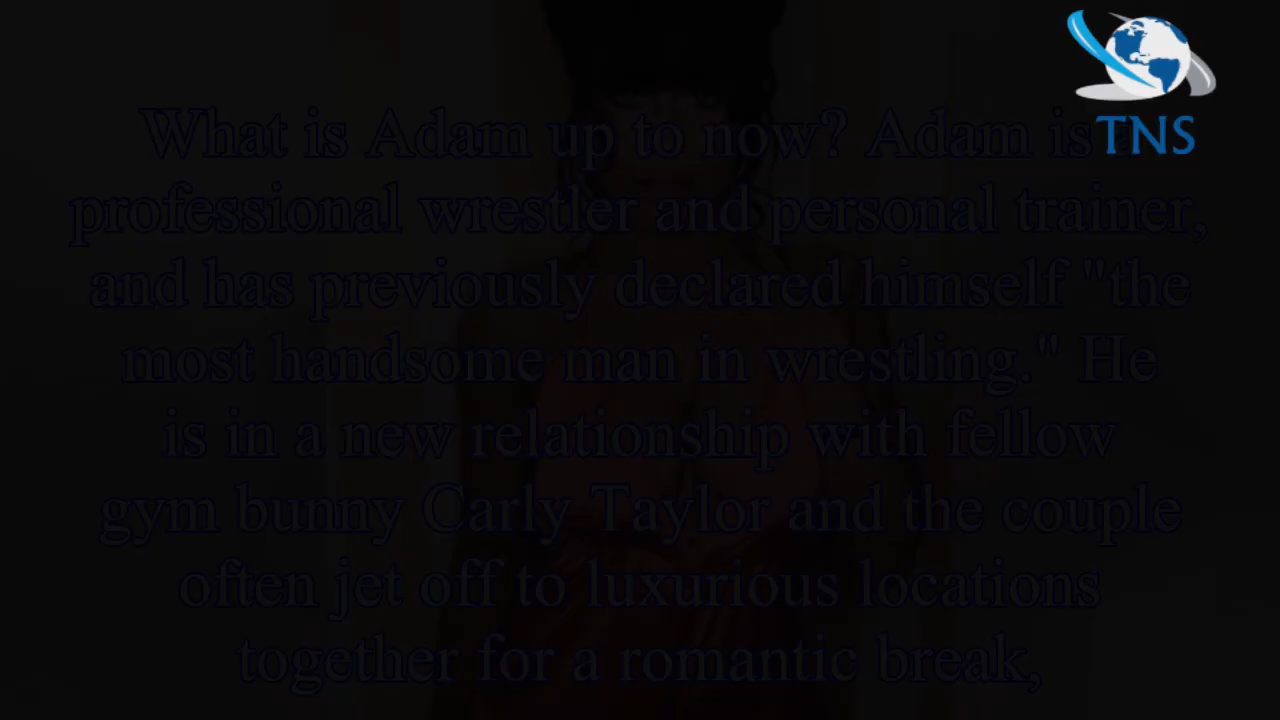 What is Adam up to now? Adam is a
professional wrestler and personal trainer,
and has previously declared himself "the
most handsome man in wrestling." He
is in a new relationship with fellow
gym bunny Carly Taylor and the couple
often jet off to luxurious locations
together for a romantic break,
TNS